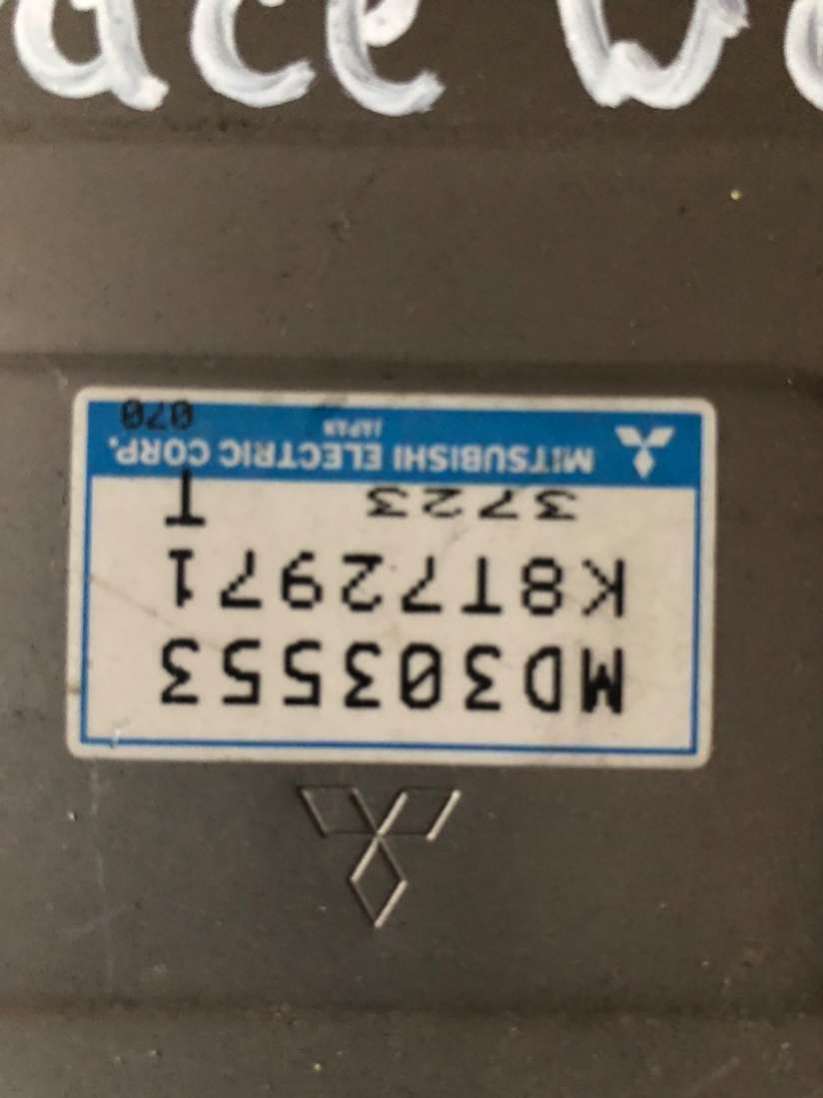 MD303553
K8T72971
3723 T
MITSUBISHI ELECTRIC CORP.
JAPAN 070